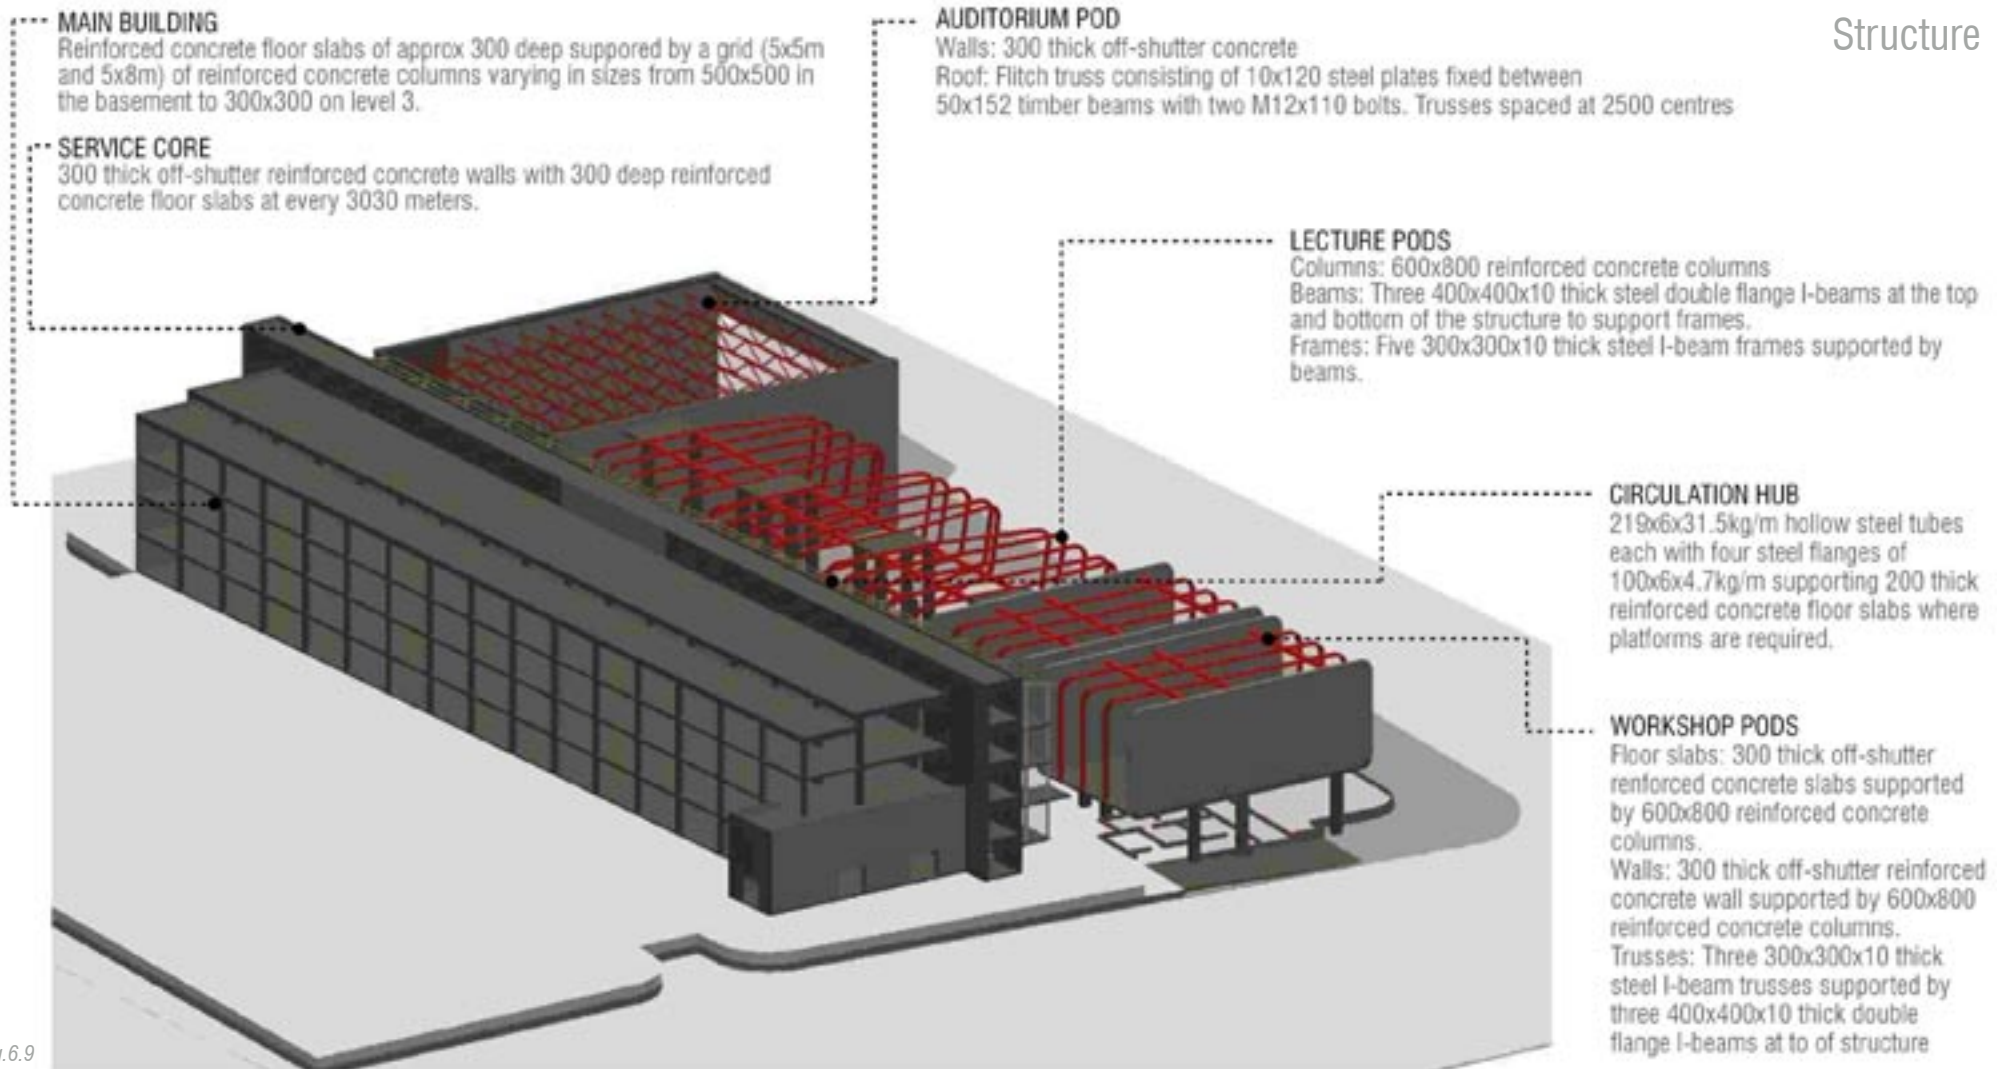 Structure
MAIN BUILDING
Reinforced concrete floor slabs of approx 300 deep suppored by a grid (5x5m
and 5x8m) of reinforced concrete columns varying in sizes from 500x500 in
the basement to 300x300 on level 3.
SERVICE CORE
300 thick off-shutter reinforced concrete walls with 300 deep reinforced
concrete floor slabs at every 3030 meters.
AUDITORIUM POD
Walls: 300 thick off-shutter concrete
Roof: Flitch truss consisting of 10x120 steel plates fixed between
50x152 timber beams with two M12x110 bolts. Trusses spaced at 2500 centres
LECTURE PODS
Columns: 600x800 reinforced concrete columns
Beams: Three 400x400x10 thick steel double flange I-beams at the top
and bottom of the structure to support frames.
Frames: Five 300x300x10 thick steel I-beam frames supported by
beams.
CIRCULATION HUB
219x6x31.5kg/m hollow steel tubes
each with four steel flanges of
100x6x4.7kg/m supporting 200 thick
reinforced concrete floor slabs where
platforms are required.
WORKSHOP PODS
Floor slabs: 300 thick off-shutter
renforced concrete slabs supported
by 600x800 reinforced concrete
columns.
Walls: 300 thick off-shutter reinforced
concrete wall supported by 600x800
reinforced concrete columns.
Trusses: Three 300x300x10 thick
steel I-beam trusses supported by
three 400x400x10 thick double
flange I-beams at to of structure
.6.9